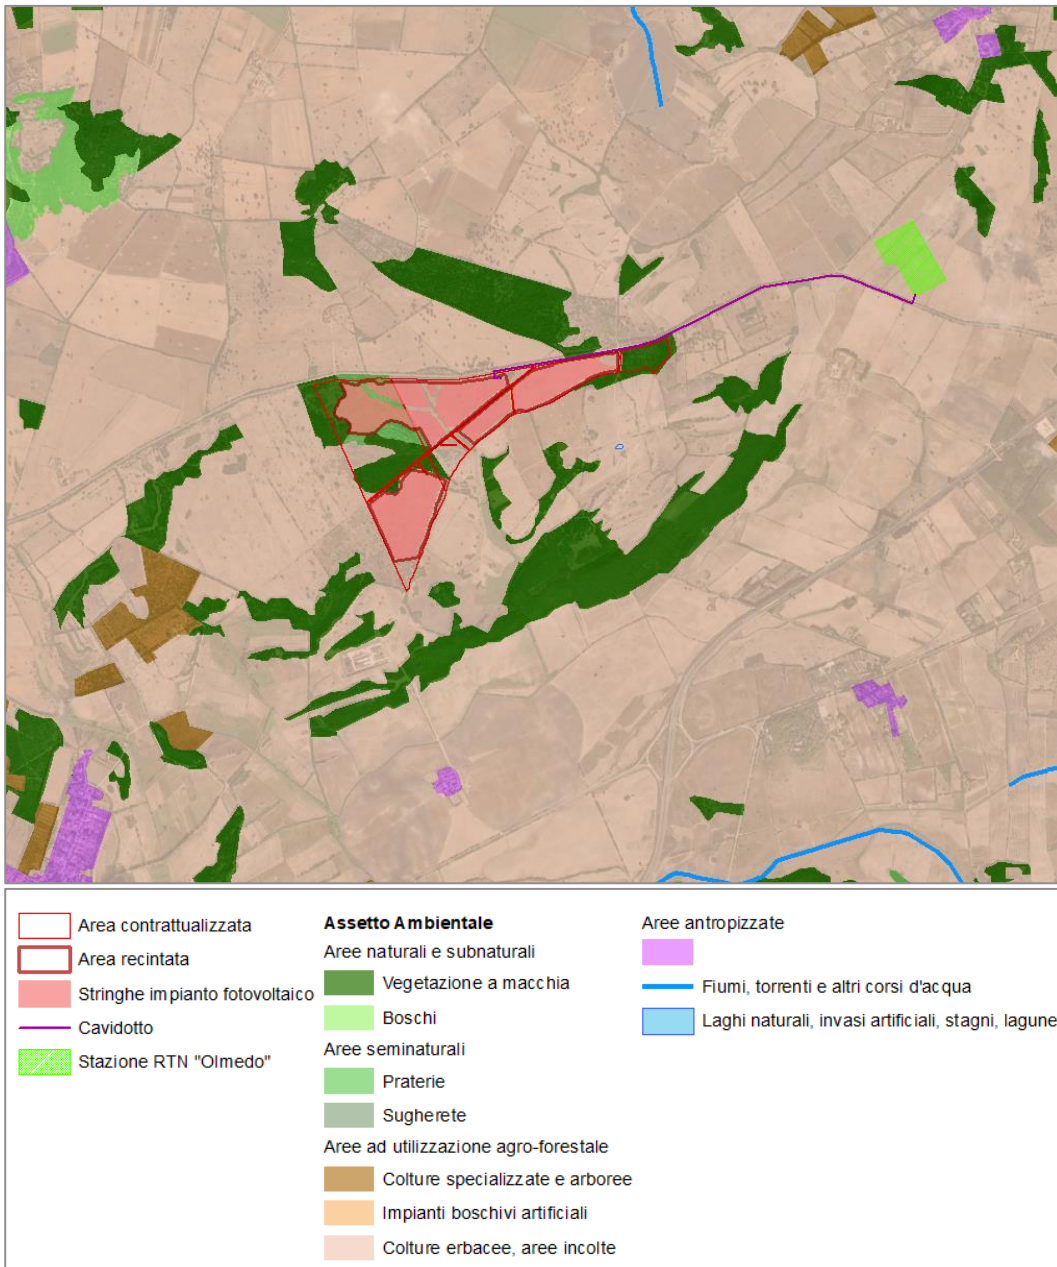 Area contrattualizzata
Area recintata
Stringhe impianto fotovoltaico
Cavidotto
Stazione RTN "Olmedo"
Assetto Ambientale
Aree naturali e subnaturali
Vegetazione a macchia
Boschi
Aree seminaturali
Praterie
Sugherete
Aree ad utilizzazione agro-forestale
Colture specializzate e arboree
Impianti boschivi artificiali
Colture erbacee, aree incolte
Aree antropizzate
Fiumi, torrenti e altri corsi d'acqua
Laghi naturali, invasi artificiali, stagni, lagune